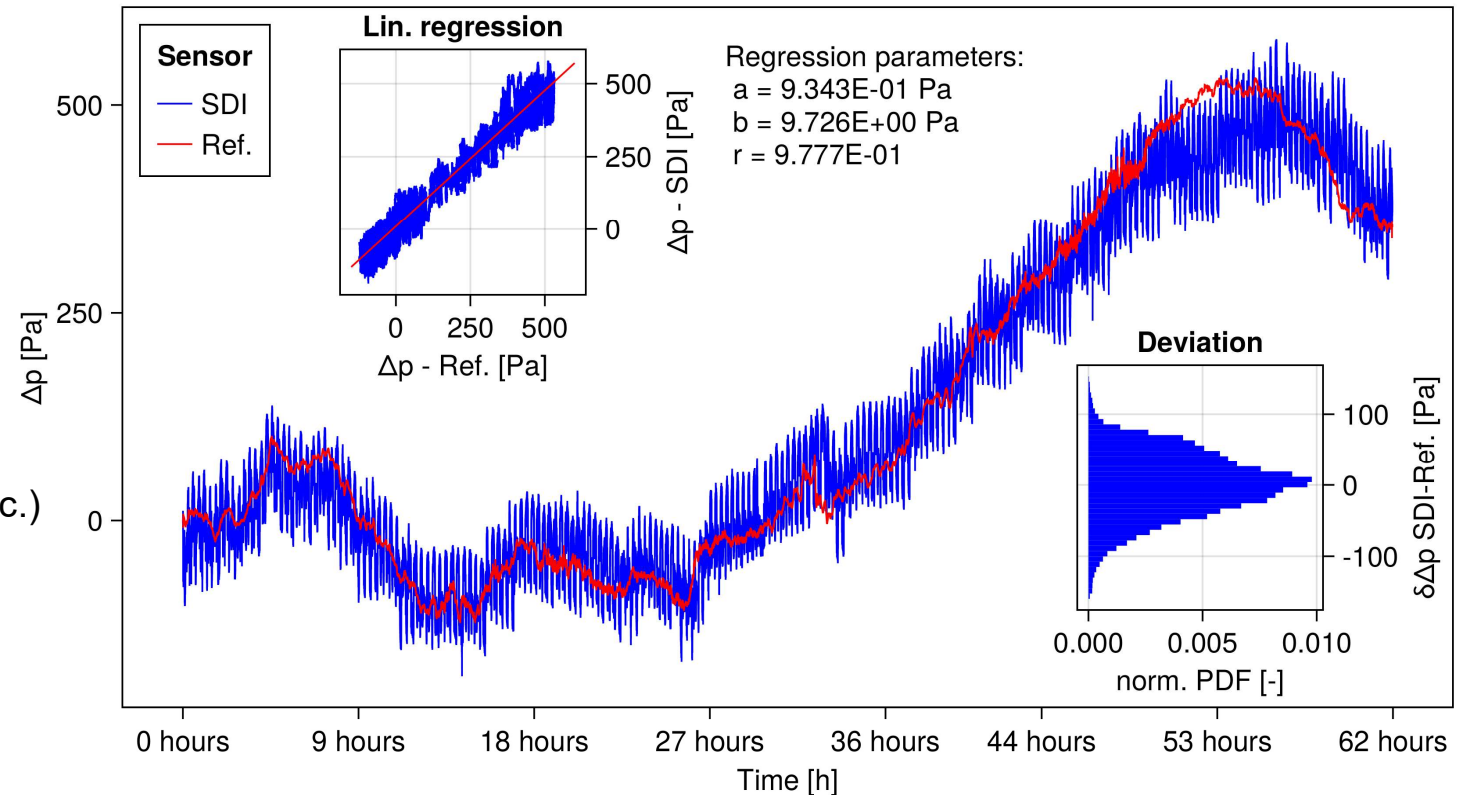 Lin. regression
Sensor
SDI
Ref.
500
250
0
Δp - SDI [Pa]
0 250 500
Δp - Ref. [Pa]
Regression parameters:
a = 9.343E-01 Pa
b = 9.726E+00 Pa
r = 9.777E-01
500
250
0
Δp [Pa]
c.)
Deviation
100
0
-100
δΔp SDI-Ref. [Pa]
0.000 0.005 0.010
norm. PDF [-]
0 hours 9 hours 18 hours 27 hours 36 hours 44 hours 53 hours 62 hours
Time [h]